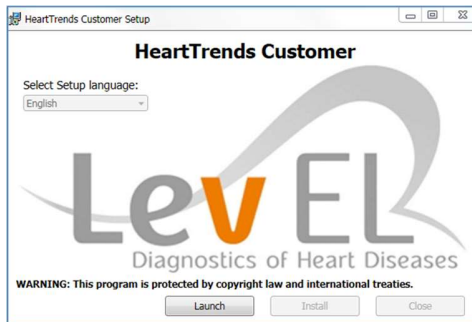 HeartTrends Customer Setup
HeartTrends Customer
Select Setup language:
English
LevEL
Diagnostics of Heart Diseases
WARNING: This program is protected by copyright law and international treaties.
Launch Install Close